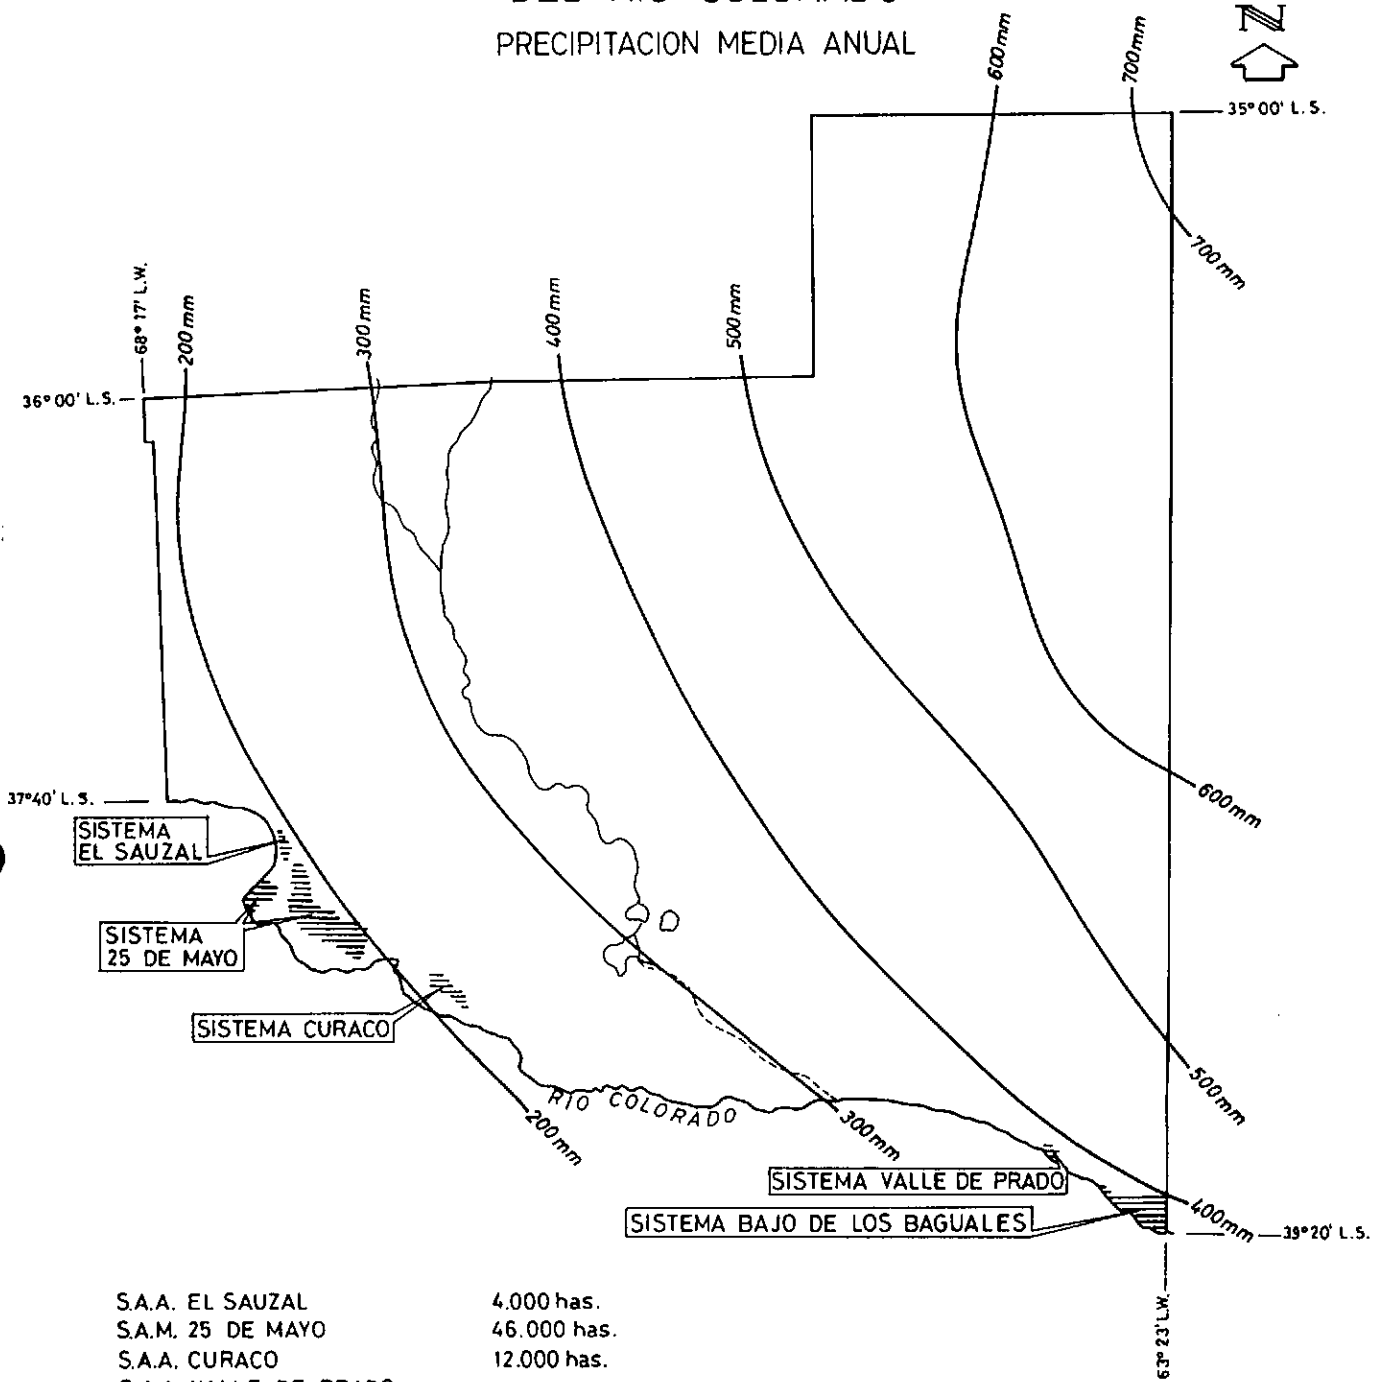 PRECIPITACION MEDIA ANUAL
N
600mm
700mm
35° 00' L.S.
700mm
68° 17' L.W.
200mm
300mm
400mm
500mm
36° 00' L.S.
37°40' L.S.
600mm
SISTEMA
EL SAUZAL
SISTEMA
25 DE MAYO
SISTEMA CURACO
RIO COLORADO
200mm
300mm
500mm
SISTEMA VALLE DE PRADO
SISTEMA BAJO DE LOS BAGUALES
400mm
39°20' L.S.
63° 23' L.W.
S.A.A. EL SAUZAL 4.000 has.
S.A.M. 25 DE MAYO 46.000 has.
S.A.A. CURACO 12.000 has.